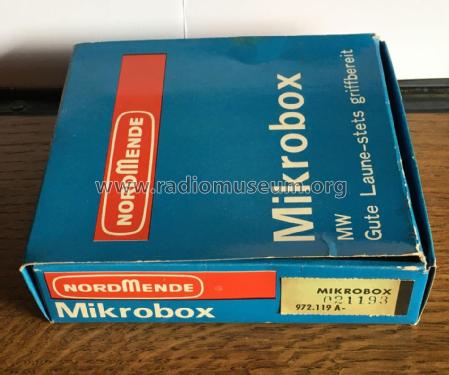 NORDMENDE
Mikrobox
MW
Gute Laune-stets griffbereit
www.radiomuseum.org
NORDMENDE
Mikrobox
MIKROBOX
021193
972.119 A-